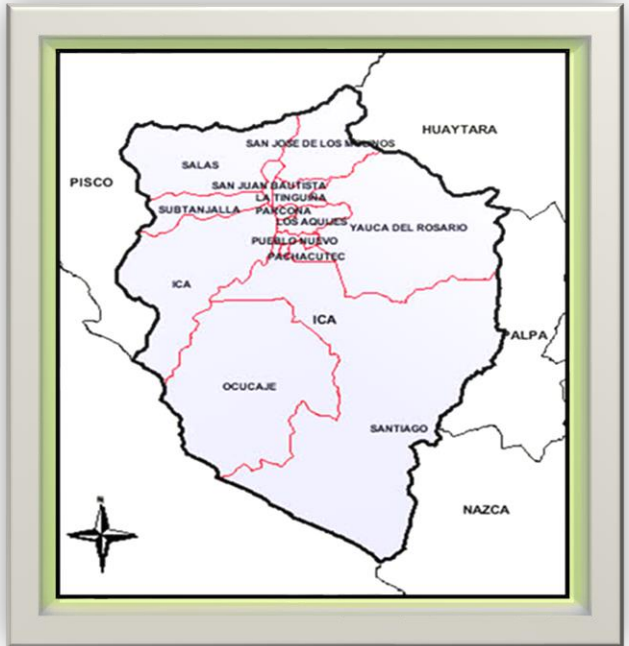 HUAYTARA
SAN JOSE DE LOS MOLINOS
SALAS
PISCO
SAN JUAN BAUTISTA
LA TINGUIÑA
SUBTANJALLA
PARCONA
LOS AQUIJES
YAUCA DEL ROSARIO
PUEBLO NUEVO
PACHACUTEC
ICA
ICA
PALPA
OCUCAJE
SANTIAGO
NAZCA
N